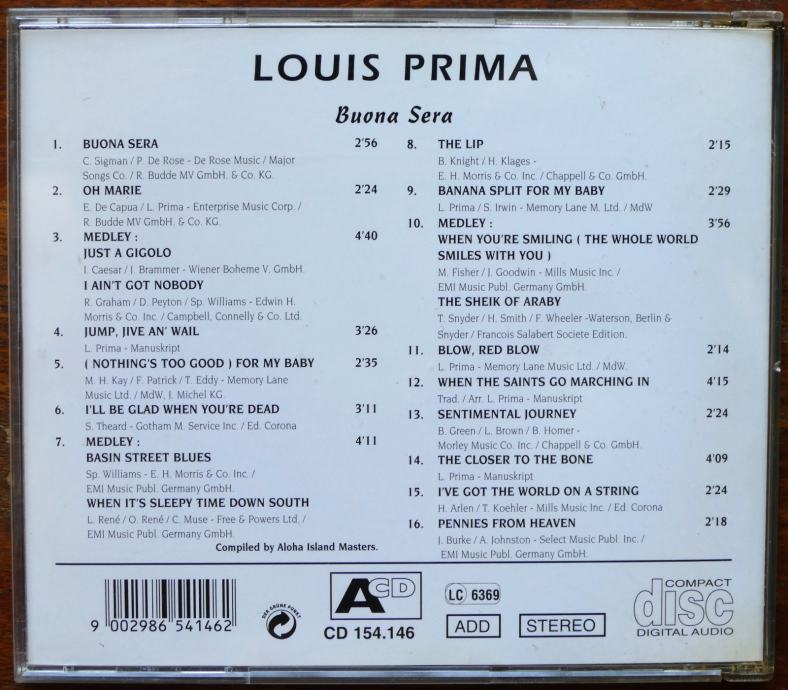 LOUIS PRIMA
Buona Sera
1. BUONA SERA 2'56
C. Sigman / P. De Rose - De Rose Music / Major
Songs Co. / R. Budde MV GmbH. & Co. KG.
2. OH MARIE 2'24
E. De Capua / L. Prima - Enterprise Music Corp. /
R. Budde MV GmbH. & Co. KG.
3. MEDLEY : 4'40
JUST A GIGOLO
I. Caesar / J. Brammer - Wiener Boheme V. GmbH.
I AIN'T GOT NOBODY
R. Graham / D. Peyton / Sp. Williams - Edwin H.
Morris & Co. Inc. / Campbell, Connelly & Co. Ltd.
4. JUMP, JIVE AN' WAIL 3'26
L. Prima - Manuskript
5. ( NOTHING'S TOO GOOD ) FOR MY BABY 2'35
M. H. Kay / F. Patrick / T. Eddy - Memory Lane
Music Ltd. / MdW, J. Michel KG.
6. I'LL BE GLAD WHEN YOU'RE DEAD 3'11
S. Theard - Gotham M. Service Inc. / Ed. Corona
7. MEDLEY : 4'11
BASIN STREET BLUES
Sp. Williams - E. H. Morris & Co. Inc. /
EMI Music Publ. Germany GmbH.
WHEN IT'S SLEEPY TIME DOWN SOUTH
L. René / O. René / C. Muse - Free & Powers Ltd. /
EMI Music Publ. Germany GmbH.
Compiled by Aloha Island Masters.
8. THE LIP 2'15
B. Knight / H. Klages -
E. H. Morris & Co. Inc. / Chappell & Co. GmbH.
9. BANANA SPLIT FOR MY BABY 2'29
L. Prima / S. Irwin - Memory Lane M. Ltd. / MdW
10. MEDLEY : 3'56
WHEN YOU'RE SMILING ( THE WHOLE WORLD
SMILES WITH YOU )
M. Fisher / J. Goodwin - Mills Music Inc. /
EMI Music Publ. Germany GmbH.
THE SHEIK OF ARABY
T. Snyder / H. Smith / F. Wheeler -Waterson, Berlin &
Snyder / Francois Salabert Societe Edition.
11. BLOW, RED BLOW 2'14
L. Prima - Memory Lane Music Ltd. / MdW.
12. WHEN THE SAINTS GO MARCHING IN 4'15
Trad. / Arr. L. Prima - Manuskript
13. SENTIMENTAL JOURNEY 2'24
B. Green / L. Brown / B. Homer -
Morley Music Co. Inc. / Chappell & Co. GmbH.
14. THE CLOSER TO THE BONE 4'09
L. Prima - Manuskript
15. I'VE GOT THE WORLD ON A STRING 2'24
H. Arlen / T. Koehler - Mills Music Inc. / Ed. Corona
16. PENNIES FROM HEAVEN 2'18
J. Burke / A. Johnston - Select Music Publ. Inc. /
EMI Music Publ. Germany GmbH.
9 002986 541462
DER GRÜNE PUNKT
ACD
CD 154.146
LC 6369
ADD
STEREO
COMPACT
disc
DIGITAL AUDIO